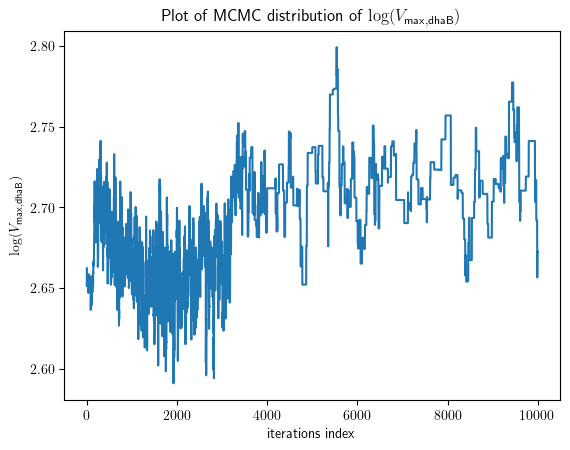 Plot of MCMC distribution of log(V_max,dhaB)
2.80
2.75
2.70
2.65
2.60
log(V_max,dhaB)
0 2000 4000 6000 8000 10000
iterations index